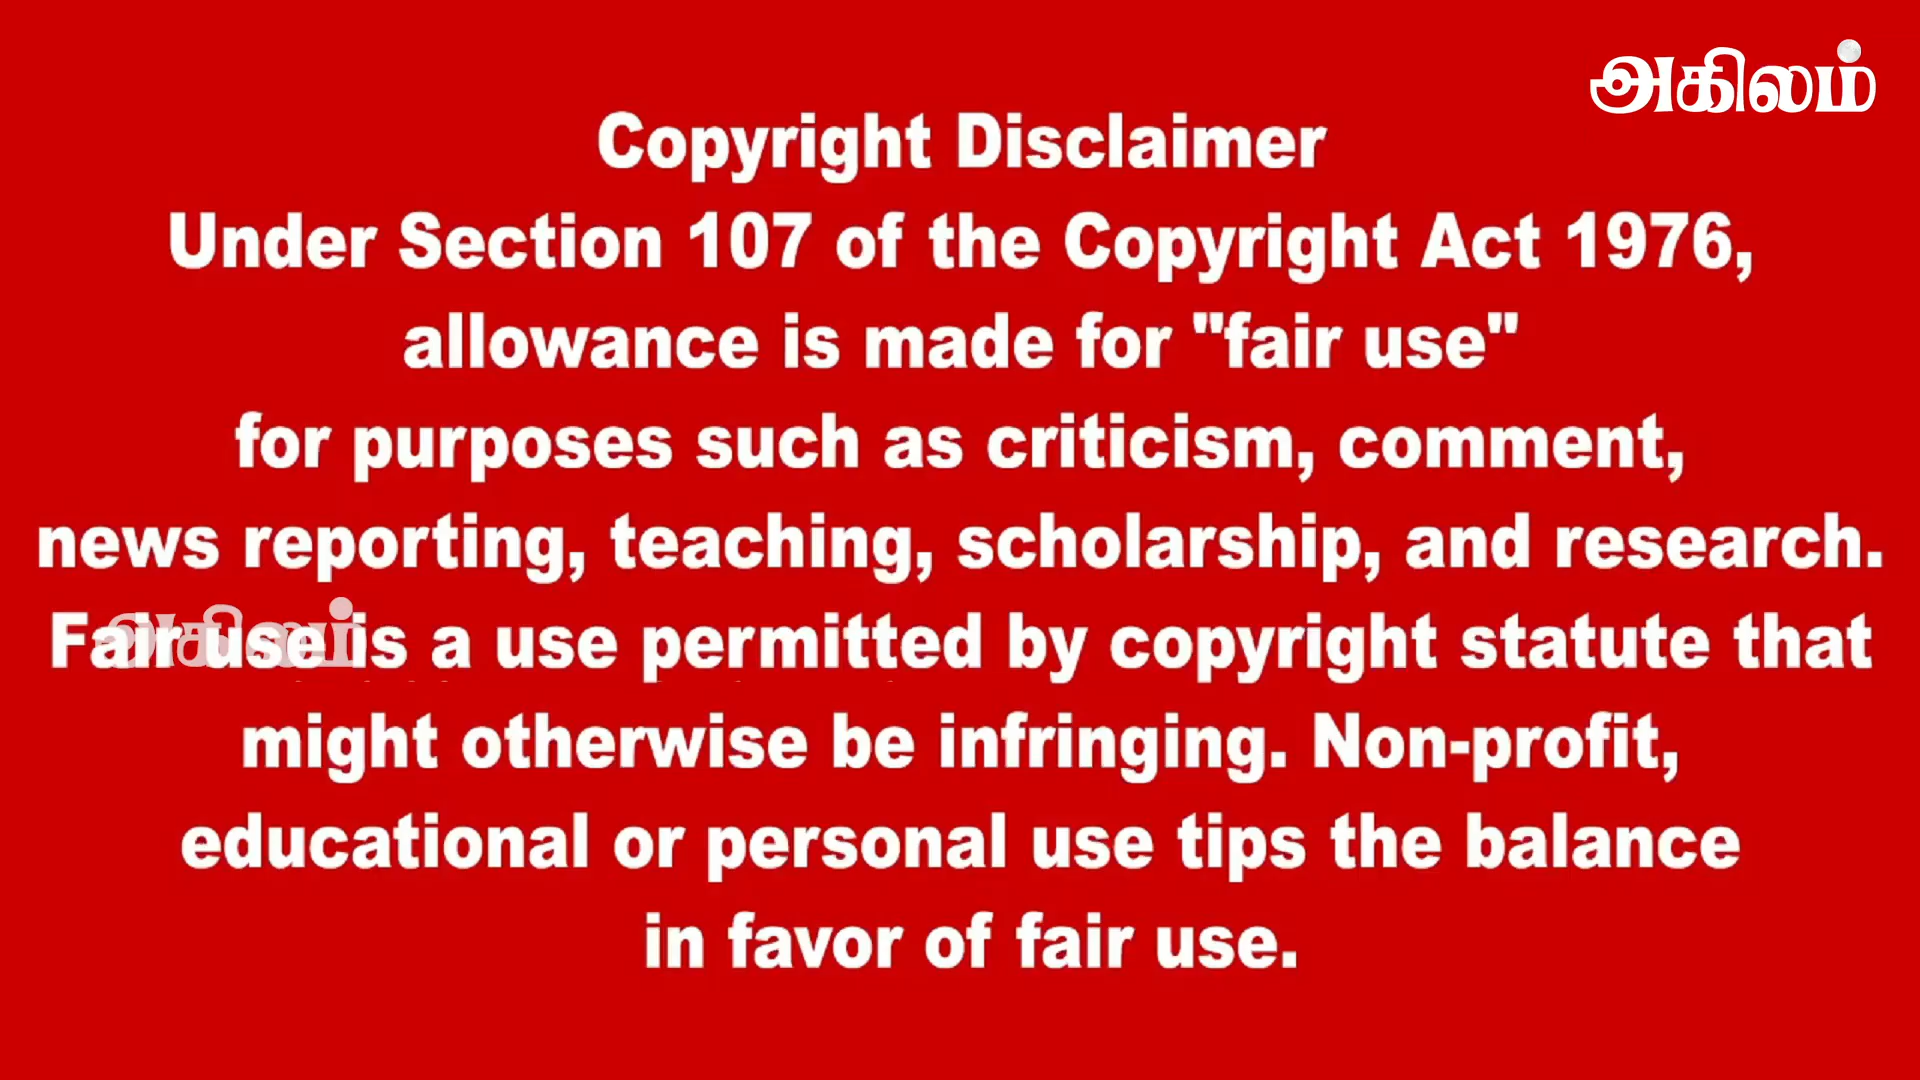 அகிலம்
Copyright Disclaimer
Under Section 107 of the Copyright Act 1976,
allowance is made for "fair use"
for purposes such as criticism, comment,
news reporting, teaching, scholarship, and research.
Fair use is a use permitted by copyright statute that
அகிலம்
might otherwise be infringing. Non-profit,
educational or personal use tips the balance
in favor of fair use.